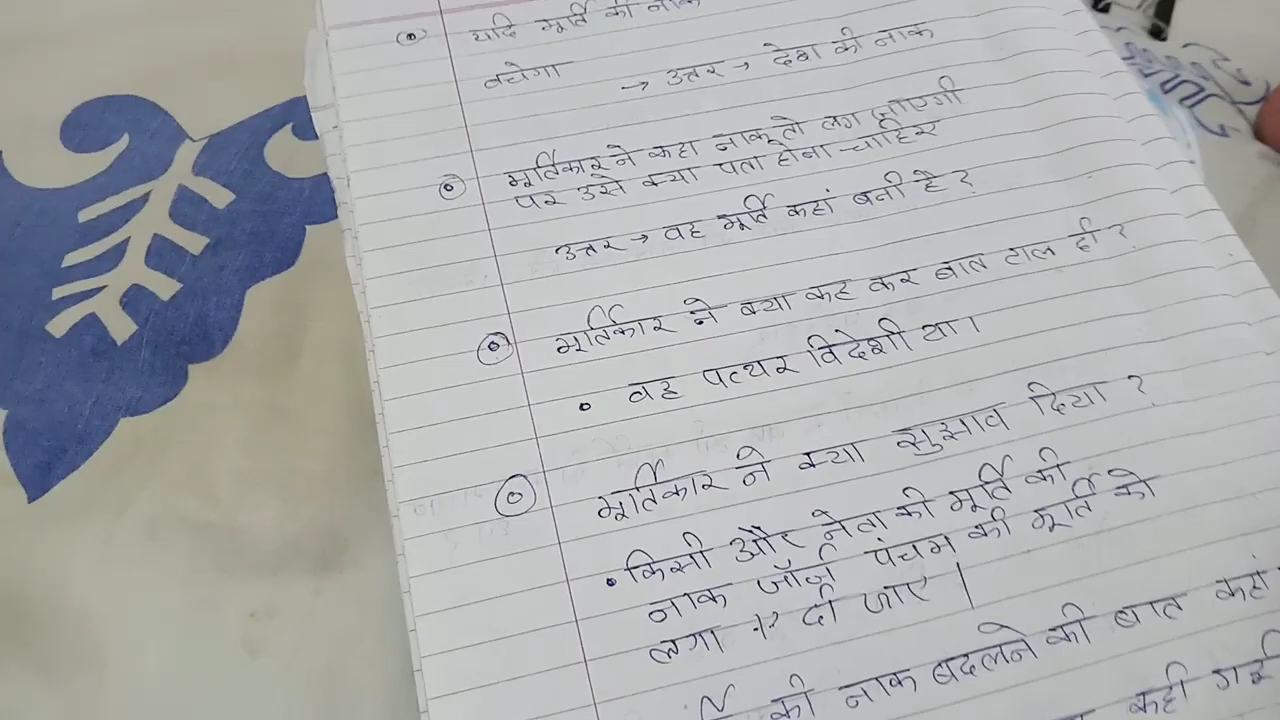 यदि मूर्ति की नाक
बचेगा → उत्तर → देश की नाक
मूर्तिकार ने कहा नाक तो लग जाएगी
पर उसे क्या पता होना चाहिए
उत्तर → वह मूर्ति कहां बनी है ?
मूर्तिकार ने क्या कह कर बात टाल दी ?
• वह पत्थर विदेशी था।
मूर्तिकार ने क्या सुझाव दिया ?
• किसी और नेता की मूर्ति की
नाक जॉर्ज पंचम की मूर्ति को
लगा दी जाए |
की नाक बदलने की बात कहां
कही गई